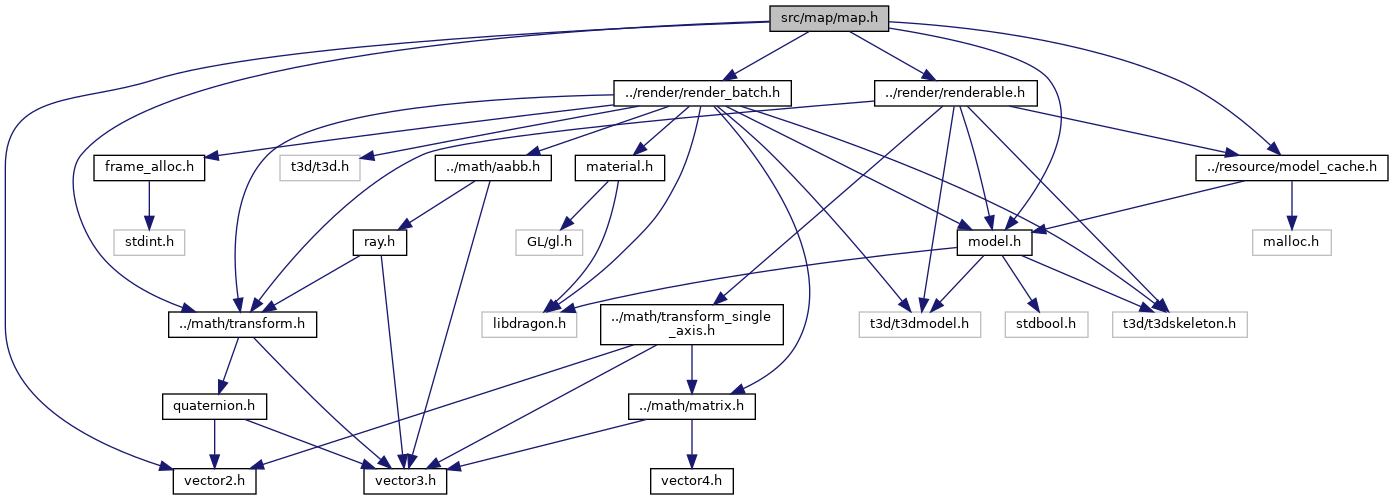 src/map/map.h
../render/render_batch.h
../render/renderable.h
frame_alloc.h
t3d/t3d.h
../math/aabb.h
material.h
../resource/model_cache.h
stdint.h
ray.h
GL/gl.h
model.h
malloc.h
../math/transform.h
libdragon.h
../math/transform_single
_axis.h
t3d/t3dmodel.h
stdbool.h
t3d/t3dskeleton.h
quaternion.h
../math/matrix.h
vector2.h
vector3.h
vector4.h